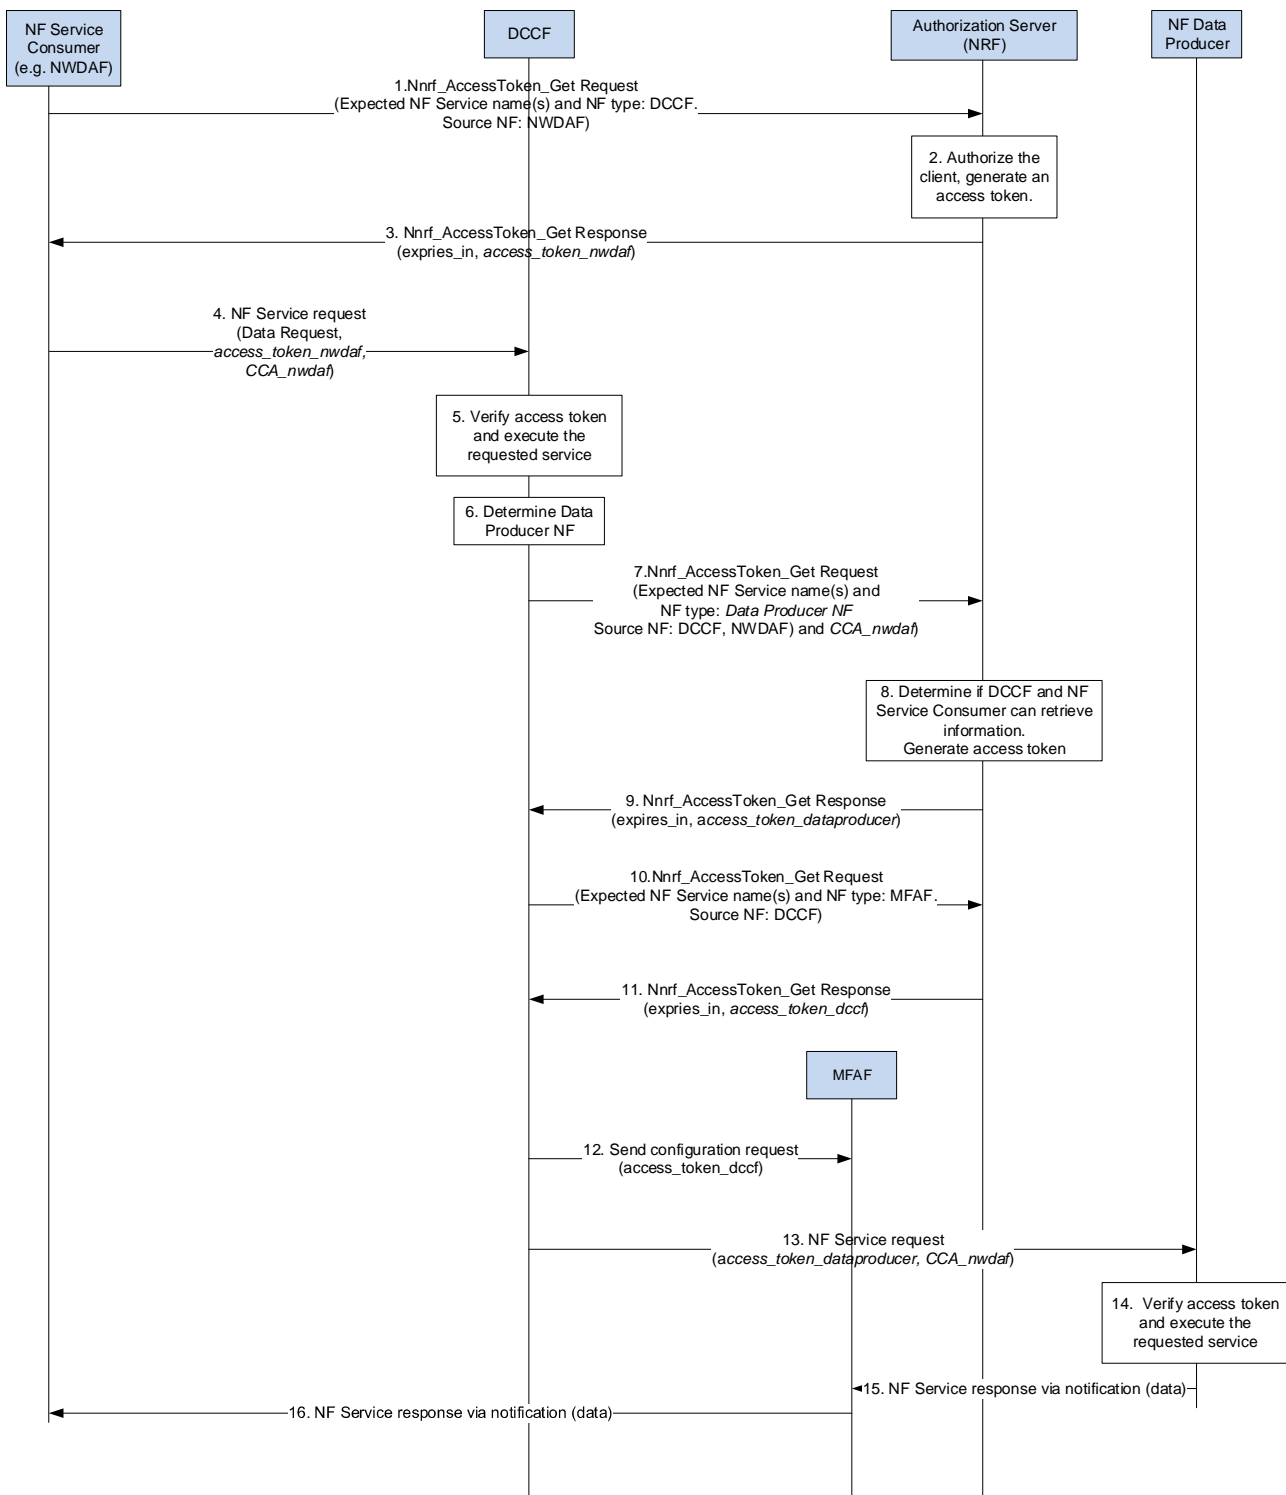 NF Service
Consumer
(e.g. NWDAF)
DCCF
Authorization Server
(NRF)
NF Data
Producer
1.Nnrf_AccessToken_Get Request
(Expected NF Service name(s) and NF type: DCCF.
Source NF: NWDAF)
2. Authorize the
client, generate an
access token.
3. Nnrf_AccessToken_Get Response
(expries_in, access_token_nwdaf)
4. NF Service request
(Data Request,
access_token_nwdaf,
CCA_nwdaf)
5. Verify access token
and execute the
requested service
6. Determine Data
Producer NF
7.Nnrf_AccessToken_Get Request
(Expected NF Service name(s) and
NF type: Data Producer NF
Source NF: DCCF, NWDAF) and CCA_nwdaf)
8. Determine if DCCF and NF
Service Consumer can retrieve
information.
Generate access token
9. Nnrf_AccessToken_Get Response
(expires_in, access_token_dataproducer)
10.Nnrf_AccessToken_Get Request
(Expected NF Service name(s) and NF type: MFAF.
Source NF: DCCF)
11. Nnrf_AccessToken_Get Response
(expries_in, access_token_dccf)
MFAF
12. Send configuration request
(access_token_dccf)
13. NF Service request
(access_token_dataproducer, CCA_nwdaf)
14. Verify access token
and execute the
requested service
15. NF Service response via notification (data)
16. NF Service response via notification (data)